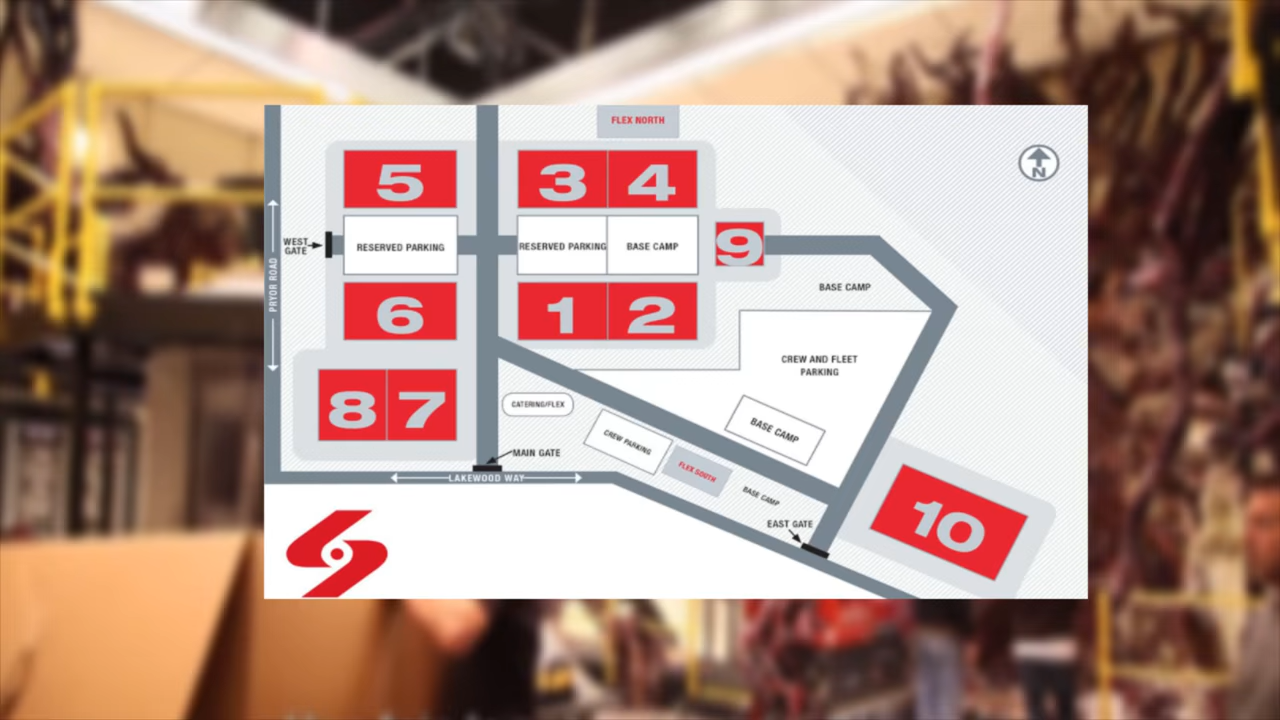 FLEX NORTH
5
3
4
N
WEST
GATE
RESERVED PARKING
RESERVED PARKING
BASE CAMP
9
PRYOR ROAD
BASE CAMP
6
1
2
CREW AND FLEET
PARKING
8
7
CATERING/FLEX
BASE CAMP
CREW PARKING
MAIN GATE
FLEX SOUTH
LAKEWOOD WAY
BASE CAMP
EAST GATE
10